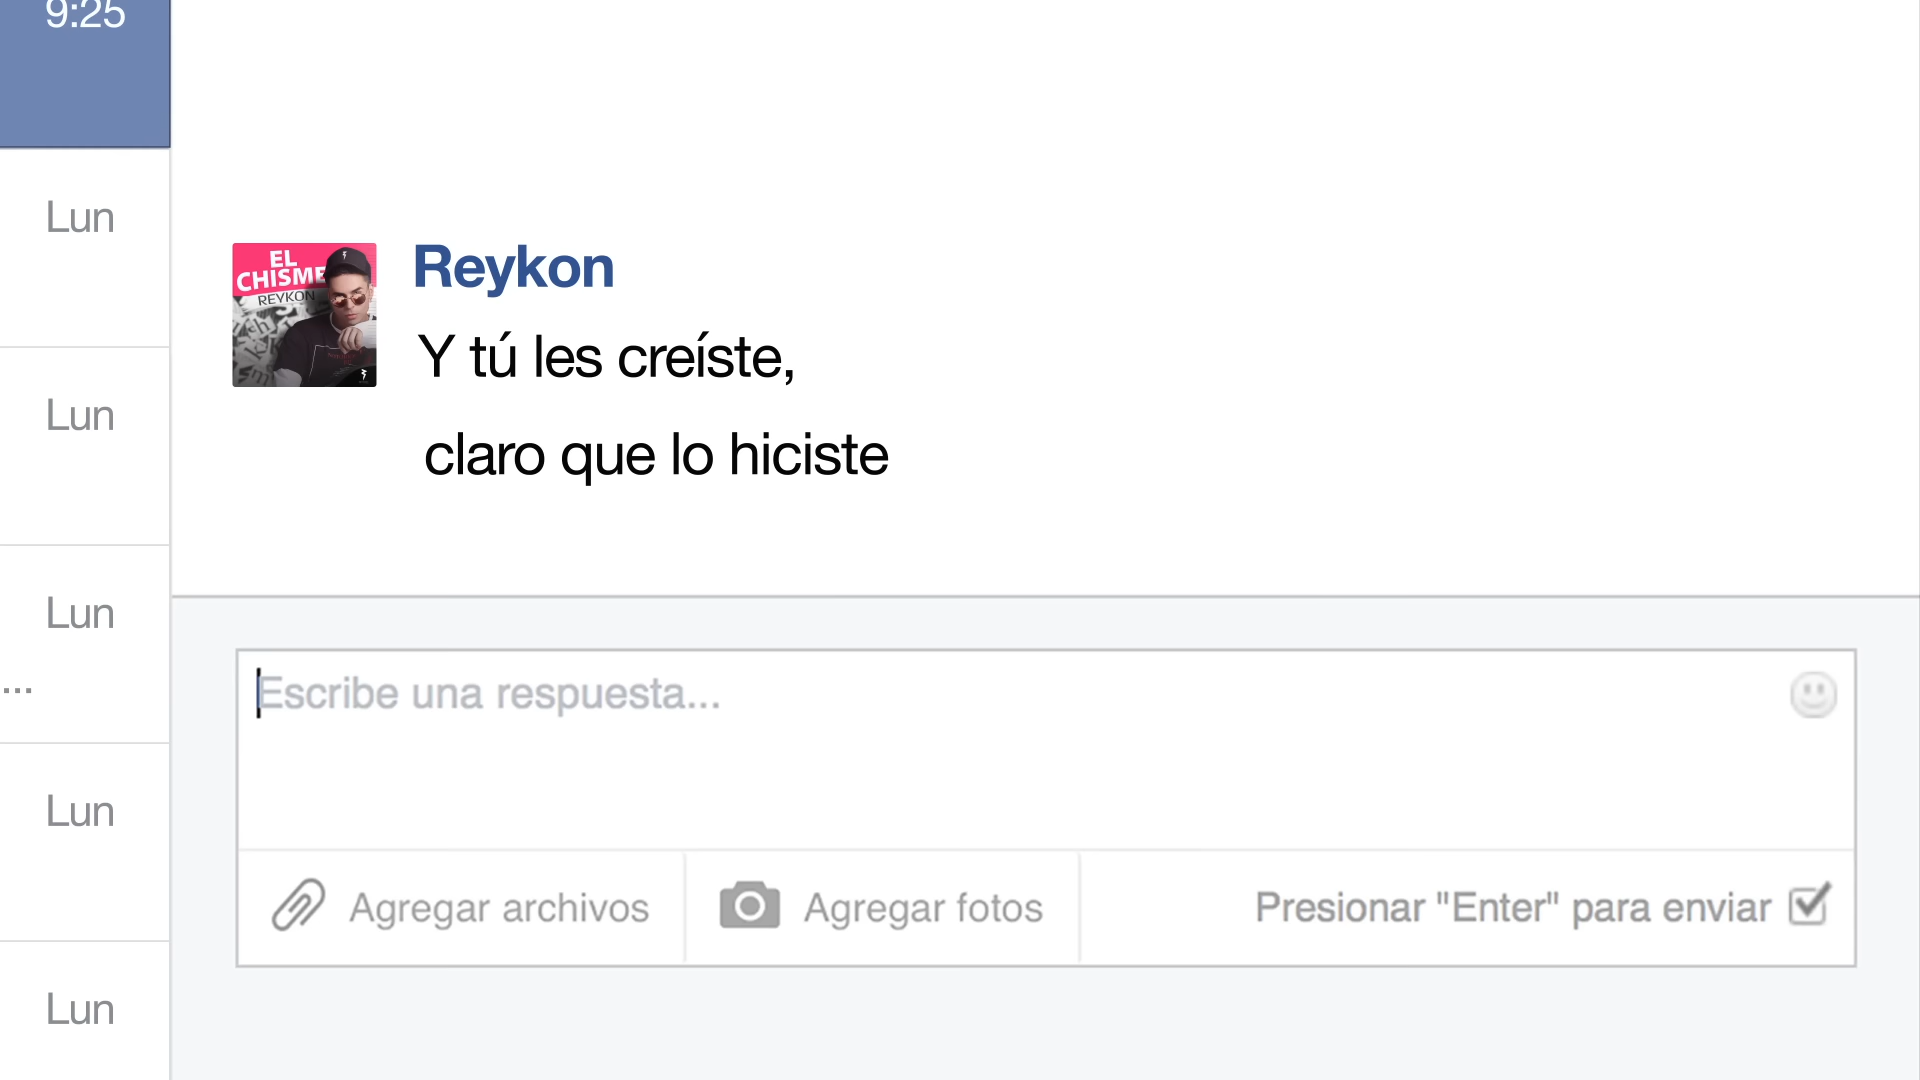 9:25
Lun
Lun
Lun
...
Lun
Lun
EL
CHISME
REYKON
Reykon
Y tú les creíste,
claro que lo hiciste
Escribe una respuesta...
Agregar archivos
Agregar fotos
Presionar "Enter" para enviar